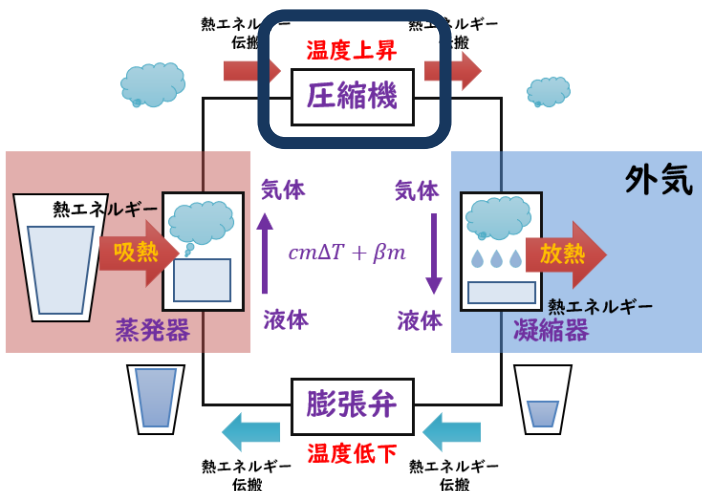 熱エネルギー
伝搬
熱エネルギー
伝搬
温度上昇
圧縮機
外気
気体
気体
熱エネルギー
吸熱
放熱
cmΔT + βm
熱エネルギー
液体
液体
蒸発器
凝縮器
膨張弁
温度低下
熱エネルギー
伝搬
熱エネルギー
伝搬